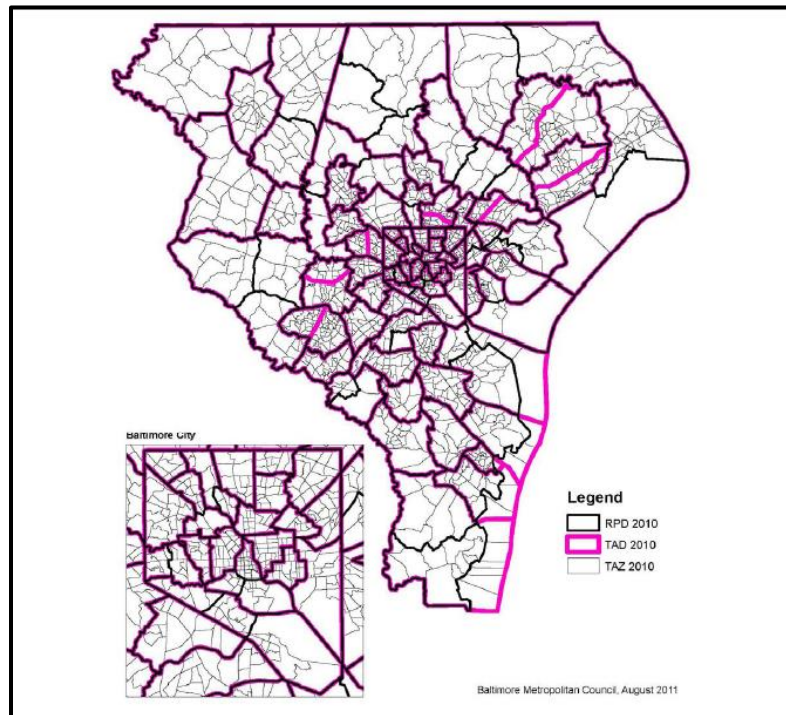 Baltimore City
Legend
RPD 2010
TAD 2010
TAZ 2010
Baltimore Metropolitan Council, August 2011